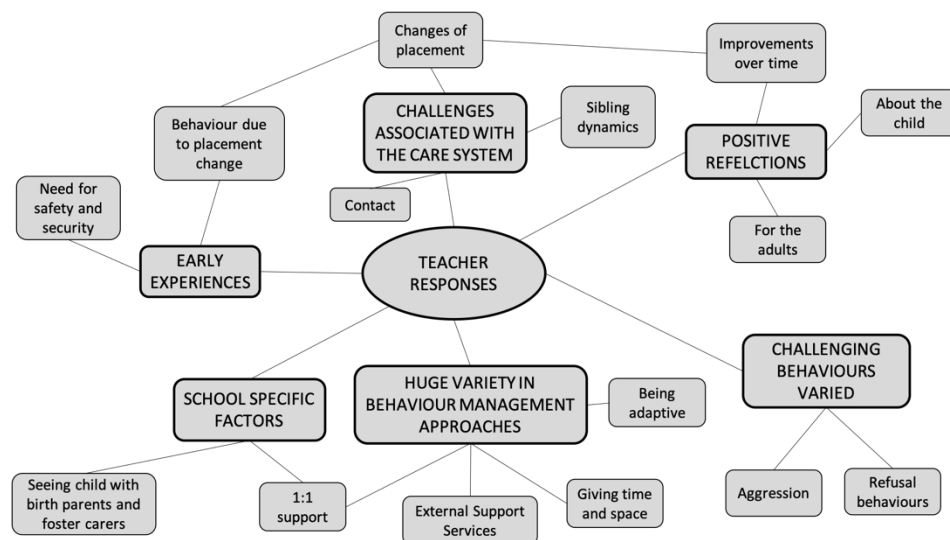 Changes of
placement
Improvements
over time
CHALLENGES
ASSOCIATED WITH
THE CARE SYSTEM
Sibling
dynamics
About the
child
Behaviour due
to placement
change
POSITIVE
REFELCTIONS
Need for
safety and
security
Contact
For the
adults
EARLY
EXPERIENCES
TEACHER
RESPONSES
CHALLENGING
BEHAVIOURS
VARIED
SCHOOL SPECIFIC
FACTORS
HUGE VARIETY IN
BEHAVIOUR MANAGEMENT
APPROACHES
Being
adaptive
Seeing child with
birth parents and
foster carers
1:1
support
External Support
Services
Giving time
and space
Aggression
Refusal
behaviours